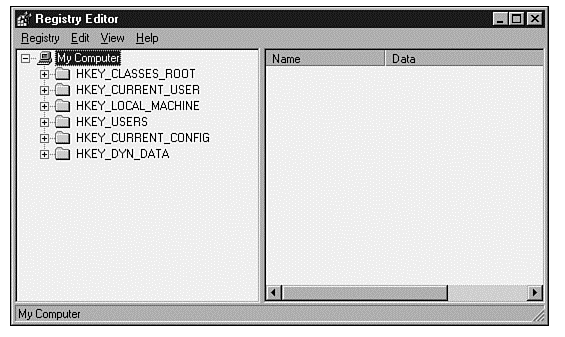 Registry Editor
Registry Edit View Help
My Computer
HKEY_CLASSES_ROOT
HKEY_CURRENT_USER
HKEY_LOCAL_MACHINE
HKEY_USERS
HKEY_CURRENT_CONFIG
HKEY_DYN_DATA
Name Data
My Computer